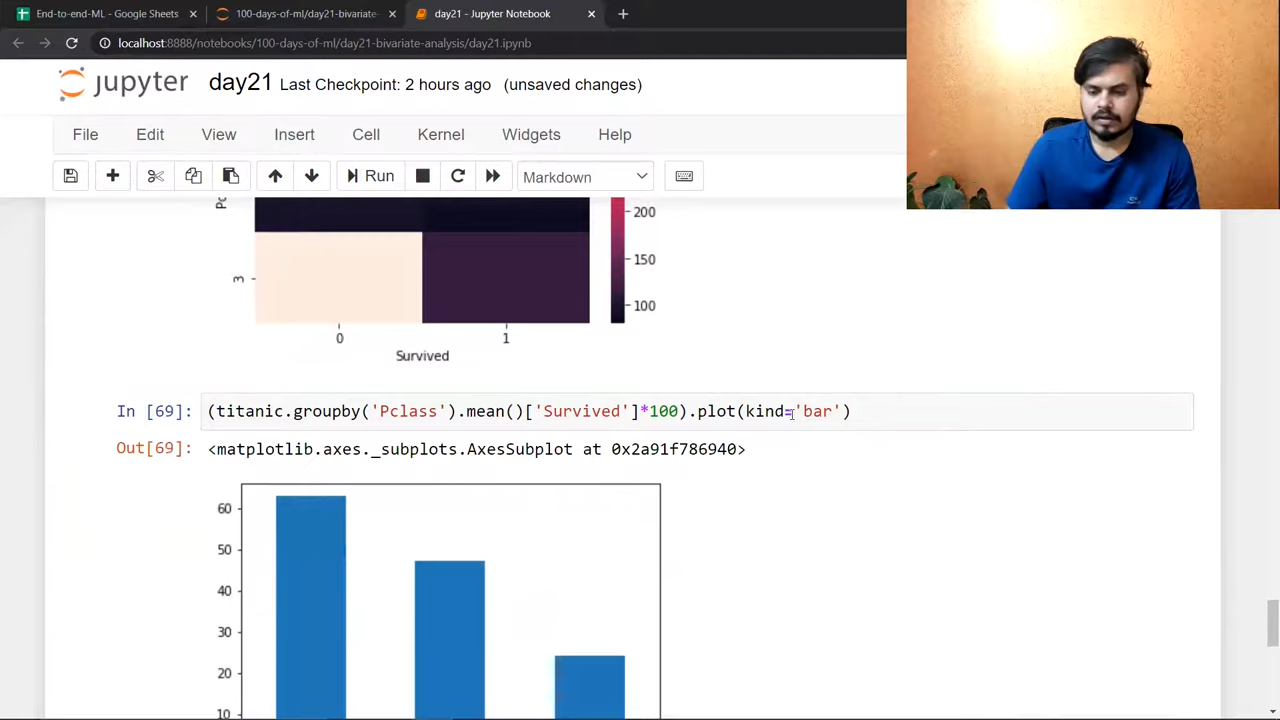 End-to-end-ML - Google Sheets
100-days-of-ml/day21-bivariate-
day21 - Jupyter Notebook
localhost:8888/notebooks/100-days-of-ml/day21-bivariate-analysis/day21.ipynb
jupyter day21 Last Checkpoint: 2 hours ago (unsaved changes)
File Edit View Insert Cell Kernel Widgets Help
Run Markdown
200
150
100
3
0 1
Survived
In [69]: (titanic.groupby('Pclass').mean()['Survived']*100).plot(kind='bar')
Out[69]: <matplotlib.axes._subplots.AxesSubplot at 0x2a91f786940>
60
50
40
30
20
10